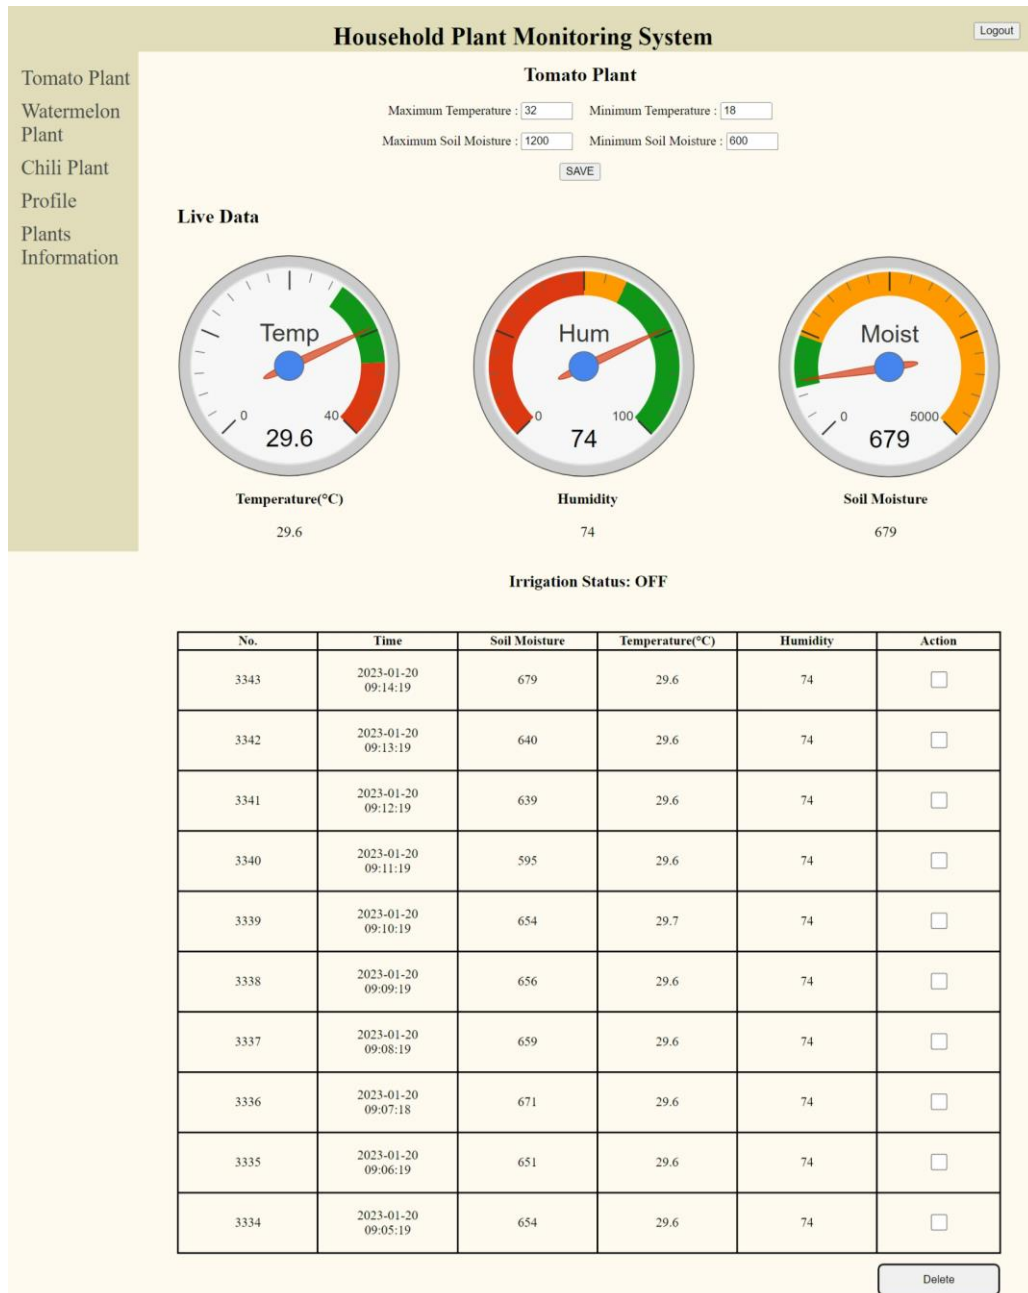 Household Plant Monitoring System
Logout
Tomato Plant
Watermelon
Plant
Chili Plant
Profile
Plants
Information
Tomato Plant
Maximum Temperature : 32 Minimum Temperature : 18
Maximum Soil Moisture : 1200 Minimum Soil Moisture : 600
SAVE
Live Data
Temp
0 40
29.6
Hum
0 100
74
Moist
0 5000
679
Temperature(°C) Humidity Soil Moisture
29.6 74 679
Irrigation Status: OFF
No. Time Soil Moisture Temperature(°C) Humidity Action
3343 2023-01-20 09:14:19 679 29.6 74
3342 2023-01-20 09:13:19 640 29.6 74
3341 2023-01-20 09:12:19 639 29.6 74
3340 2023-01-20 09:11:19 595 29.6 74
3339 2023-01-20 09:10:19 654 29.7 74
3338 2023-01-20 09:09:19 656 29.6 74
3337 2023-01-20 09:08:19 659 29.6 74
3336 2023-01-20 09:07:18 671 29.6 74
3335 2023-01-20 09:06:19 651 29.6 74
3334 2023-01-20 09:05:19 654 29.6 74
Delete